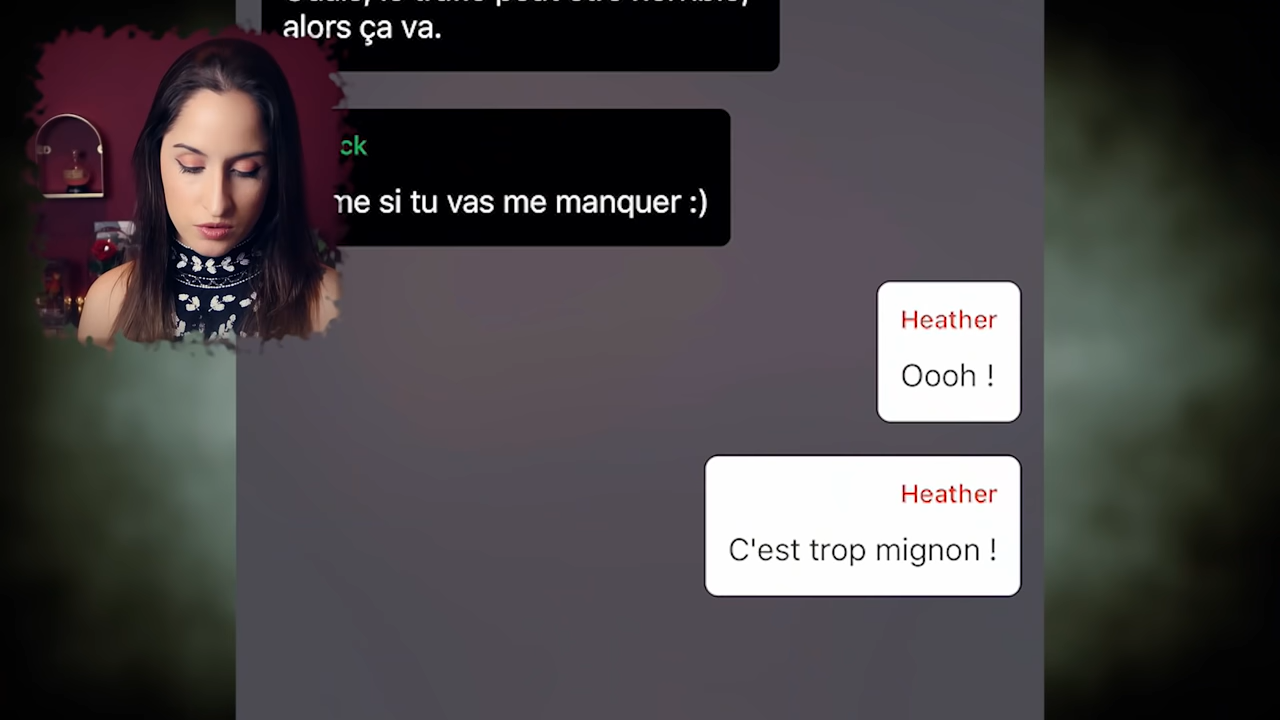 alors ça va.
ck
me si tu vas me manquer :)
Heather
Oooh !
Heather
C'est trop mignon !